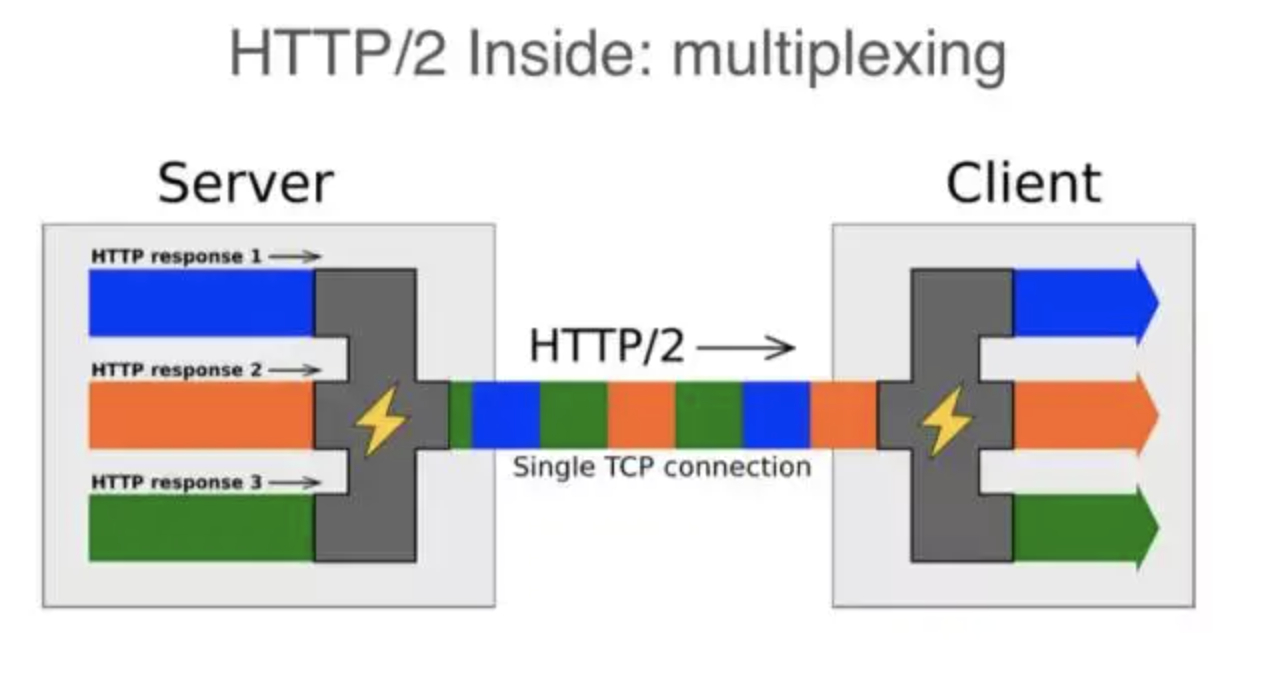 HTTP/2 Inside: multiplexing
Server
Client
HTTP response 1
HTTP response 2
HTTP response 3
HTTP/2
Single TCP connection